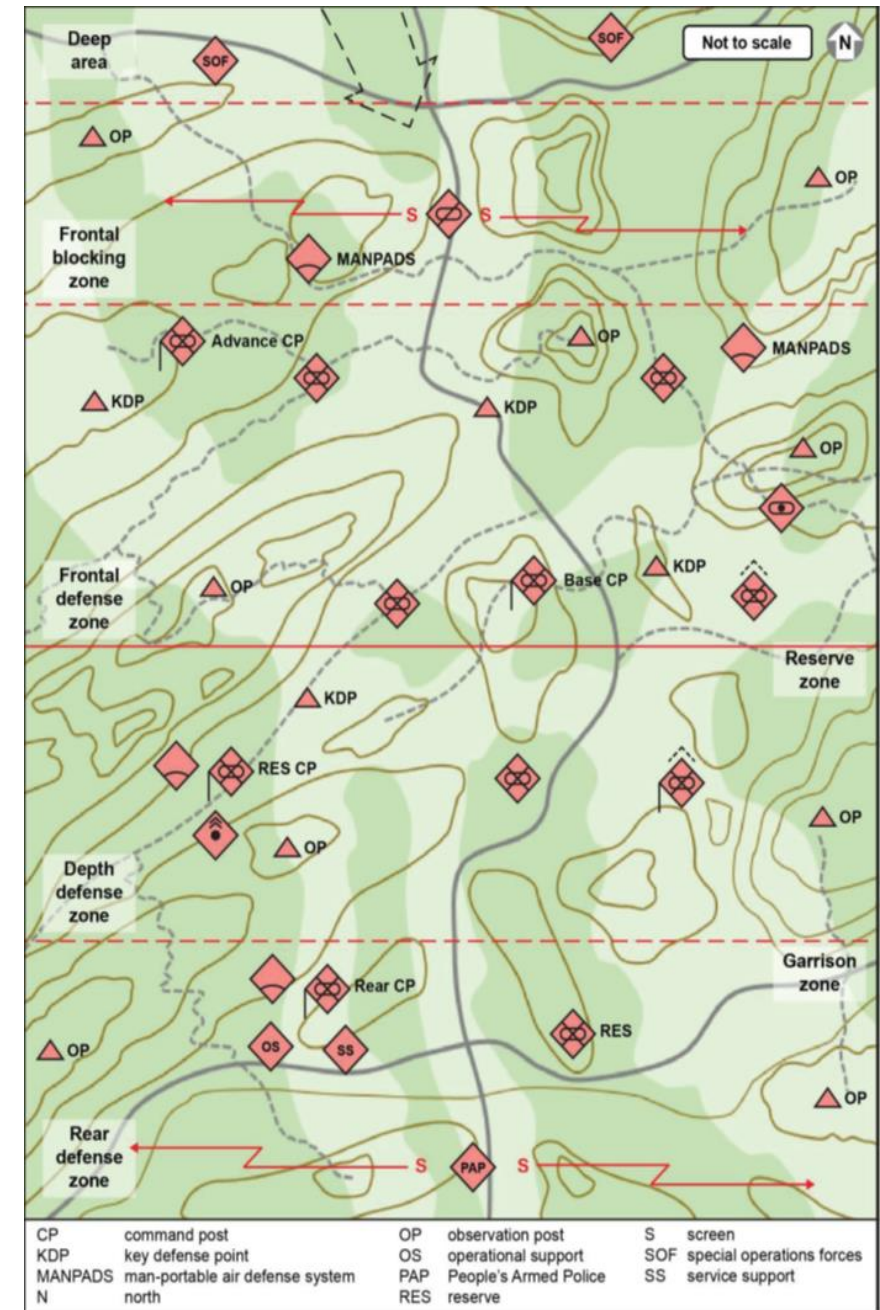 Deep
area
SOF
SOF
Not to scale
N
OP
OP
S
S
Frontal
blocking
zone
MANPADS
Advance CP
OP
MANPADS
KDP
KDP
OP
Frontal
defense
zone
OP
Base CP
KDP
Reserve
zone
KDP
RES CP
OP
OP
Depth
defense
zone
Garrison
zone
Rear CP
OP
OS
SS
RES
OP
Rear
defense
zone
S
PAP
S
CP command post
KDP key defense point
MANPADS man-portable air defense system
N north
OP observation post
OS operational support
PAP People's Armed Police
RES reserve
S screen
SOF special operations forces
SS service support